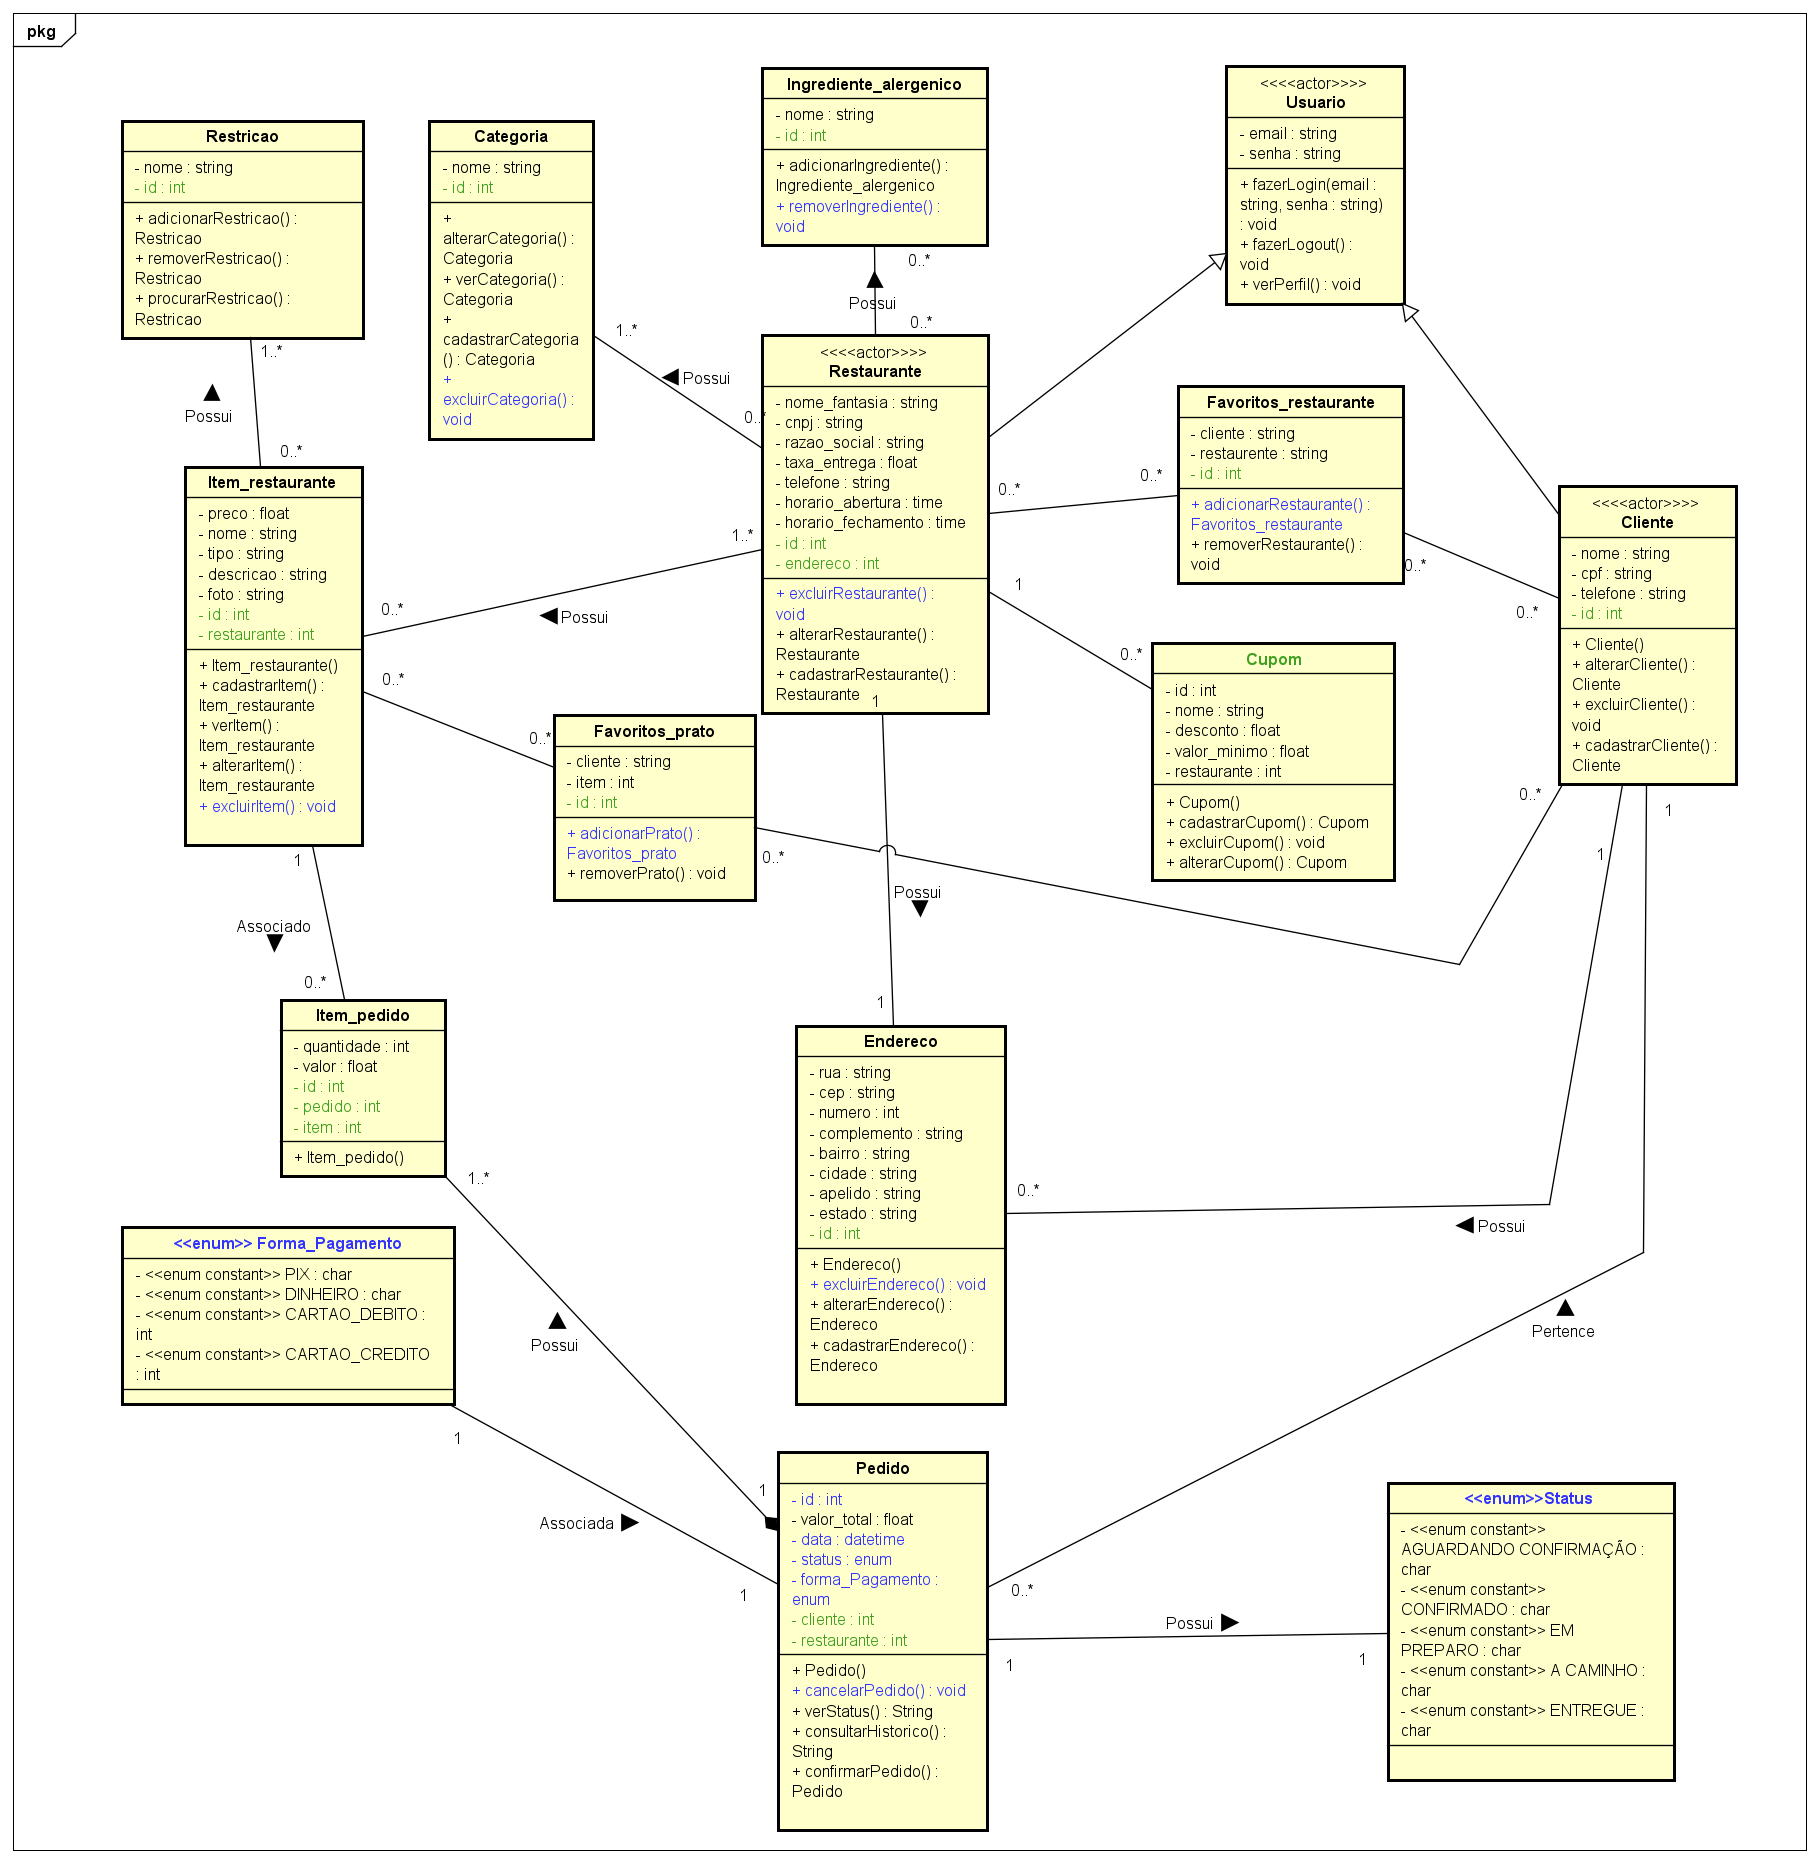 pkg
Restricao
- nome : string
- id : int
+ adicionarRestricao() :
Restricao
+ removerRestricao() :
Restricao
+ procurarRestricao() :
Restricao
Categoria
- nome : string
- id : int
+
alterarCategoria() :
Categoria
+ verCategoria() :
Categoria
+
cadastrarCategoria
() : Categoria
+
excluirCategoria() :
void
Ingrediente_alergenico
- nome : string
- id : int
+ adicionarIngrediente() :
Ingrediente_alergenico
+ removerIngrediente() :
void
<<<<actor>>>>
Usuario
- email : string
- senha : string
+ fazerLogin(email :
string, senha : string)
: void
+ fazerLogout() :
void
+ verPerfil() : void
0..*
Possui
0..*
1..*
Possui
0..*
1..*
Possui
0..*
<<<<actor>>>>
Restaurante
- nome_fantasia : string
- cnpj : string
- razao_social : string
- taxa_entrega : float
- telefone : string
- horario_abertura : time
- horario_fechamento : time
- id : int
- endereco : int
+ excluirRestaurante() :
void
+ alterarRestaurante() :
Restaurante
+ cadastrarRestaurante() :
Restaurante
Favoritos_restaurante
- cliente : string
- restaurente : string
- id : int
+ adicionarRestaurante() :
Favoritos_restaurante
+ removerRestaurante() :
void
0..*
0..*
0..*
0..*
<<<<actor>>>>
Cliente
- nome : string
- cpf : string
- telefone : string
- id : int
+ Cliente()
+ alterarCliente() :
Cliente
+ excluirCliente() :
void
+ cadastrarCliente() :
Cliente
Item_restaurante
- preco : float
- nome : string
- tipo : string
- descricao : string
- foto : string
- id : int
- restaurante : int
+ Item_restaurante()
+ cadastrarItem() :
Item_restaurante
+ verItem() :
Item_restaurante
+ alterarItem() :
Item_restaurante
+ excluirItem() : void
1..*
0..*
Possui
1
0..*
Cupom
- id : int
- nome : string
- desconto : float
- valor_minimo : float
- restaurante : int
+ Cupom()
+ cadastrarCupom() : Cupom
+ excluirCupom() : void
+ alterarCupom() : Cupom
0..*
0..*
Favoritos_prato
- cliente : string
- item : int
- id : int
+ adicionarPrato() :
Favoritos_prato
+ removerPrato() : void
0..*
0..*
1
Possui
1
1
1
1
Associado
0..*
Item_pedido
- quantidade : int
- valor : float
- id : int
- pedido : int
- item : int
+ Item_pedido()
Endereco
- rua : string
- cep : string
- numero : int
- complemento : string
- bairro : string
- cidade : string
- apelido : string
- estado : string
- id : int
+ Endereco()
+ excluirEndereco() : void
+ alterarEndereco() :
Endereco
+ cadastrarEndereco() :
Endereco
0..*
Possui
Pertence
1..*
Possui
1
<<enum>> Forma_Pagamento
- <<enum constant>> PIX : char
- <<enum constant>> DINHEIRO : char
- <<enum constant>> CARTAO_DEBITO :
int
- <<enum constant>> CARTAO_CREDITO
: int
1
Associada
1
Pedido
- id : int
- valor_total : float
- data : datetime
- status : enum
- forma_Pagamento :
enum
- cliente : int
- restaurante : int
+ Pedido()
+ cancelarPedido() : void
+ verStatus() : String
+ consultarHistorico() :
String
+ confirmarPedido() :
Pedido
0..*
Possui
1
1
<<enum>>Status
- <<enum constant>>
AGUARDANDO CONFIRMAÇÃO :
char
- <<enum constant>>
CONFIRMADO : char
- <<enum constant>> EM
PREPARO : char
- <<enum constant>> A CAMINHO :
char
- <<enum constant>> ENTREGUE :
char